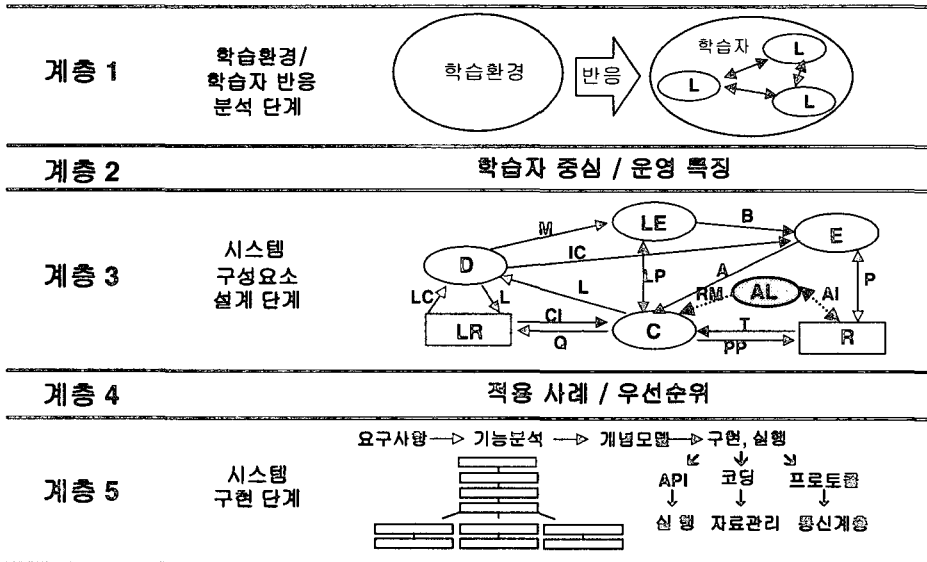 계층 1
학습환경/
학습자 반응
분석 단계
학습환경
반응
학습자
L
L
L
계층 2
학습자 중심 / 운영 특징
계층 3
시스템
구성요소
설계 단계
M
LE
B
E
D
IC
A
P
LP
L
LC
L
RM
AL
AI
LR
CI
Q
C
T
PP
R
계층 4
적용 사례 / 우선순위
계층 5
시스템
구현 단계
요구사항 기능분석 개념모델 구현, 실행
API 코딩 프로토콜
실행 자료관리 통신계층